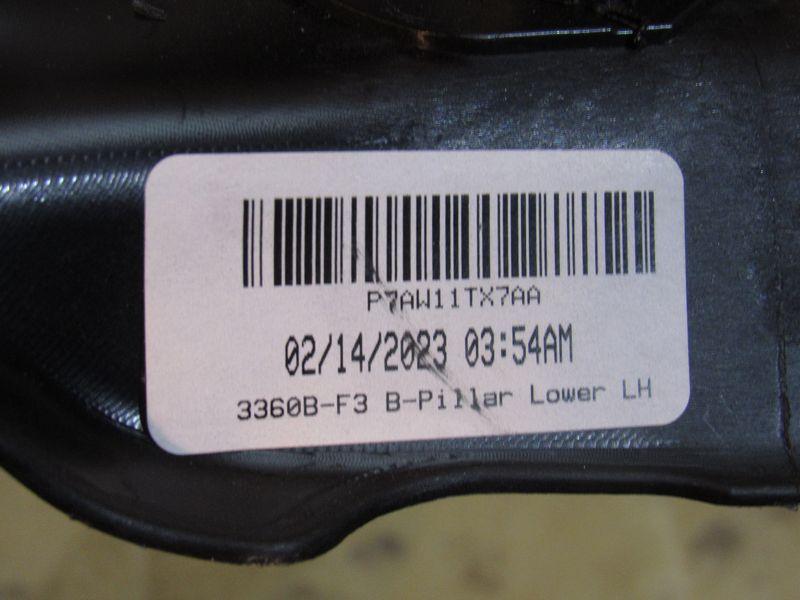 P7AW11TX7AA
02/14/2023 03:54AM
3360B-F3 B-Pillar Lower LH